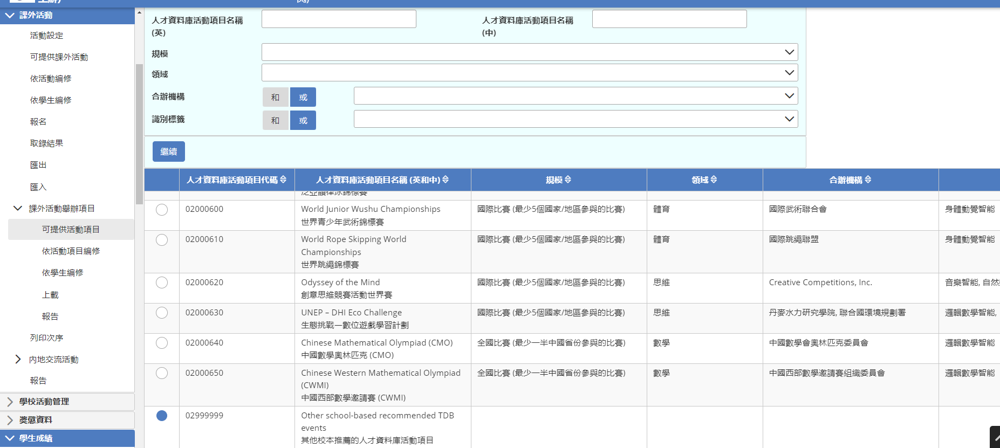 課外活動
活動設定
可提供課外活動
依活動編修
依學生編修
報名
取錄結果
匯出
匯入
課外活動舉辦項目
可提供活動項目
依活動項目編修
依學生編修
上載
報告
列印次序
內地交流活動
報告
學校活動管理
獎懲資料
學生成績
人才資料庫活動項目名稱
(英)
人才資料庫活動項目名稱
(中)
規模
領域
合辦機構 和 或
識別標籤 和 或
繼續
人才資料庫活動項目代碼 人才資料庫活動項目名稱 (英和中) 規模 領域 合辦機構
02000600 World Junior Wushu Championships 國際比賽 (最少5個國家/地區參與的比賽) 體育 國際武術聯合會 身體動覺智能
世界青少年武術錦標賽
02000610 World Rope Skipping World 國際比賽 (最少5個國家/地區參與的比賽) 體育 國際跳繩聯盟 身體動覺智能
Championships
世界跳繩錦標賽
02000620 Odyssey of the Mind 國際比賽 (最少5個國家/地區參與的比賽) 思維 Creative Competitions, Inc. 音樂智能, 自然
創意思維競賽活動世界賽
02000630 UNEP – DHI Eco Challenge 國際比賽 (最少5個國家/地區參與的比賽) 思維 丹麥水力研究學院, 聯合國環境規劃署 邏輯數學智能,
生態挑戰—數位遊戲學習計劃
02000640 Chinese Mathematical Olympiad (CMO) 全國比賽 (最少一半中國省份參與的比賽) 數學 中國數學會奧林匹克委員會 邏輯數學智能
中國數學奧林匹克 (CMO)
02000650 Chinese Western Mathematical Olympiad 全國比賽 (最少一半中國省份參與的比賽) 數學 中國西部數學邀請賽組織委員會 邏輯數學智能
(CWMI)
中國西部數學邀請賽 (CWMI)
02999999 Other school-based recommended TDB
events
其他校本推薦的人才資料庫活動項目